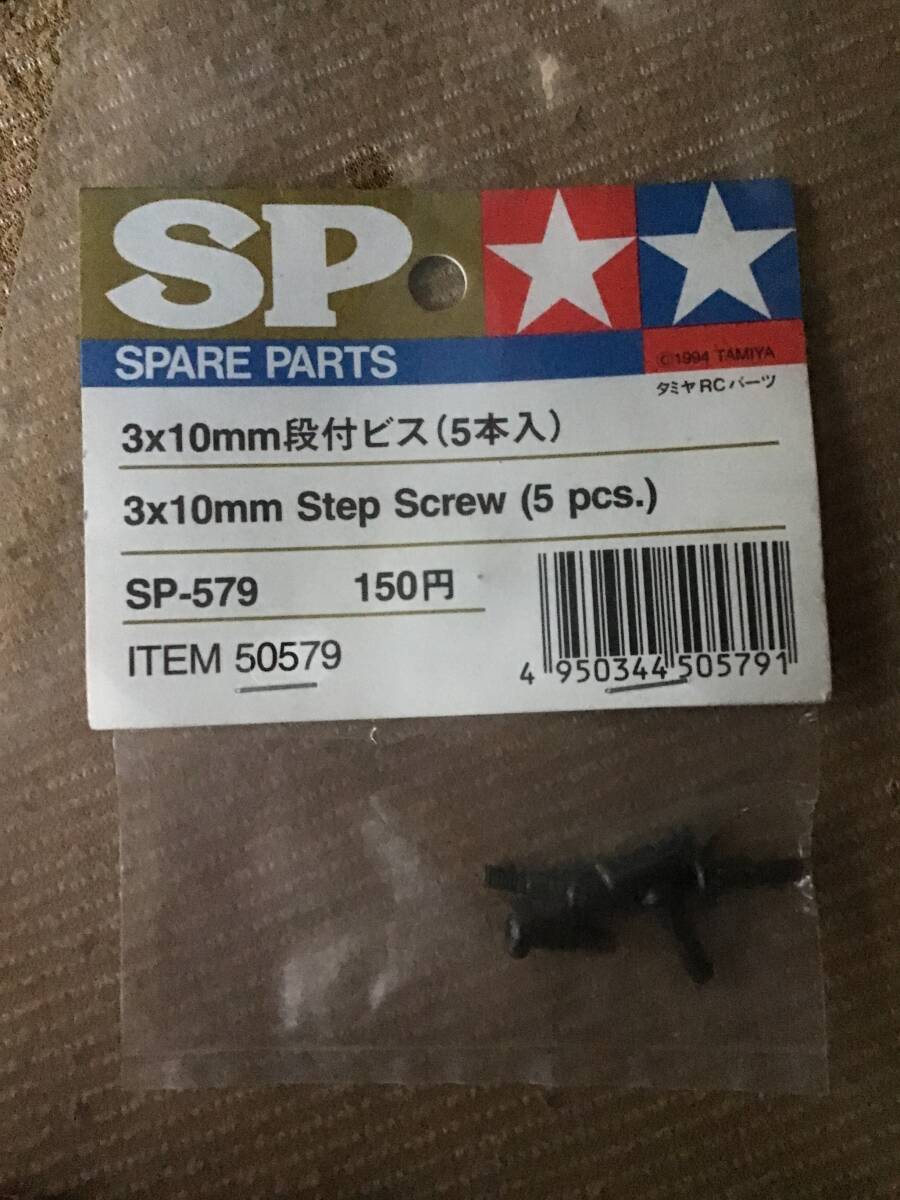 SP
SPARE PARTS
©1994 TAMIYA
タミヤRCパーツ
3x10mm段付ビス(5本入)
3x10mm Step Screw (5 pcs.)
SP-579 150円
ITEM 50579
4 950344 505791